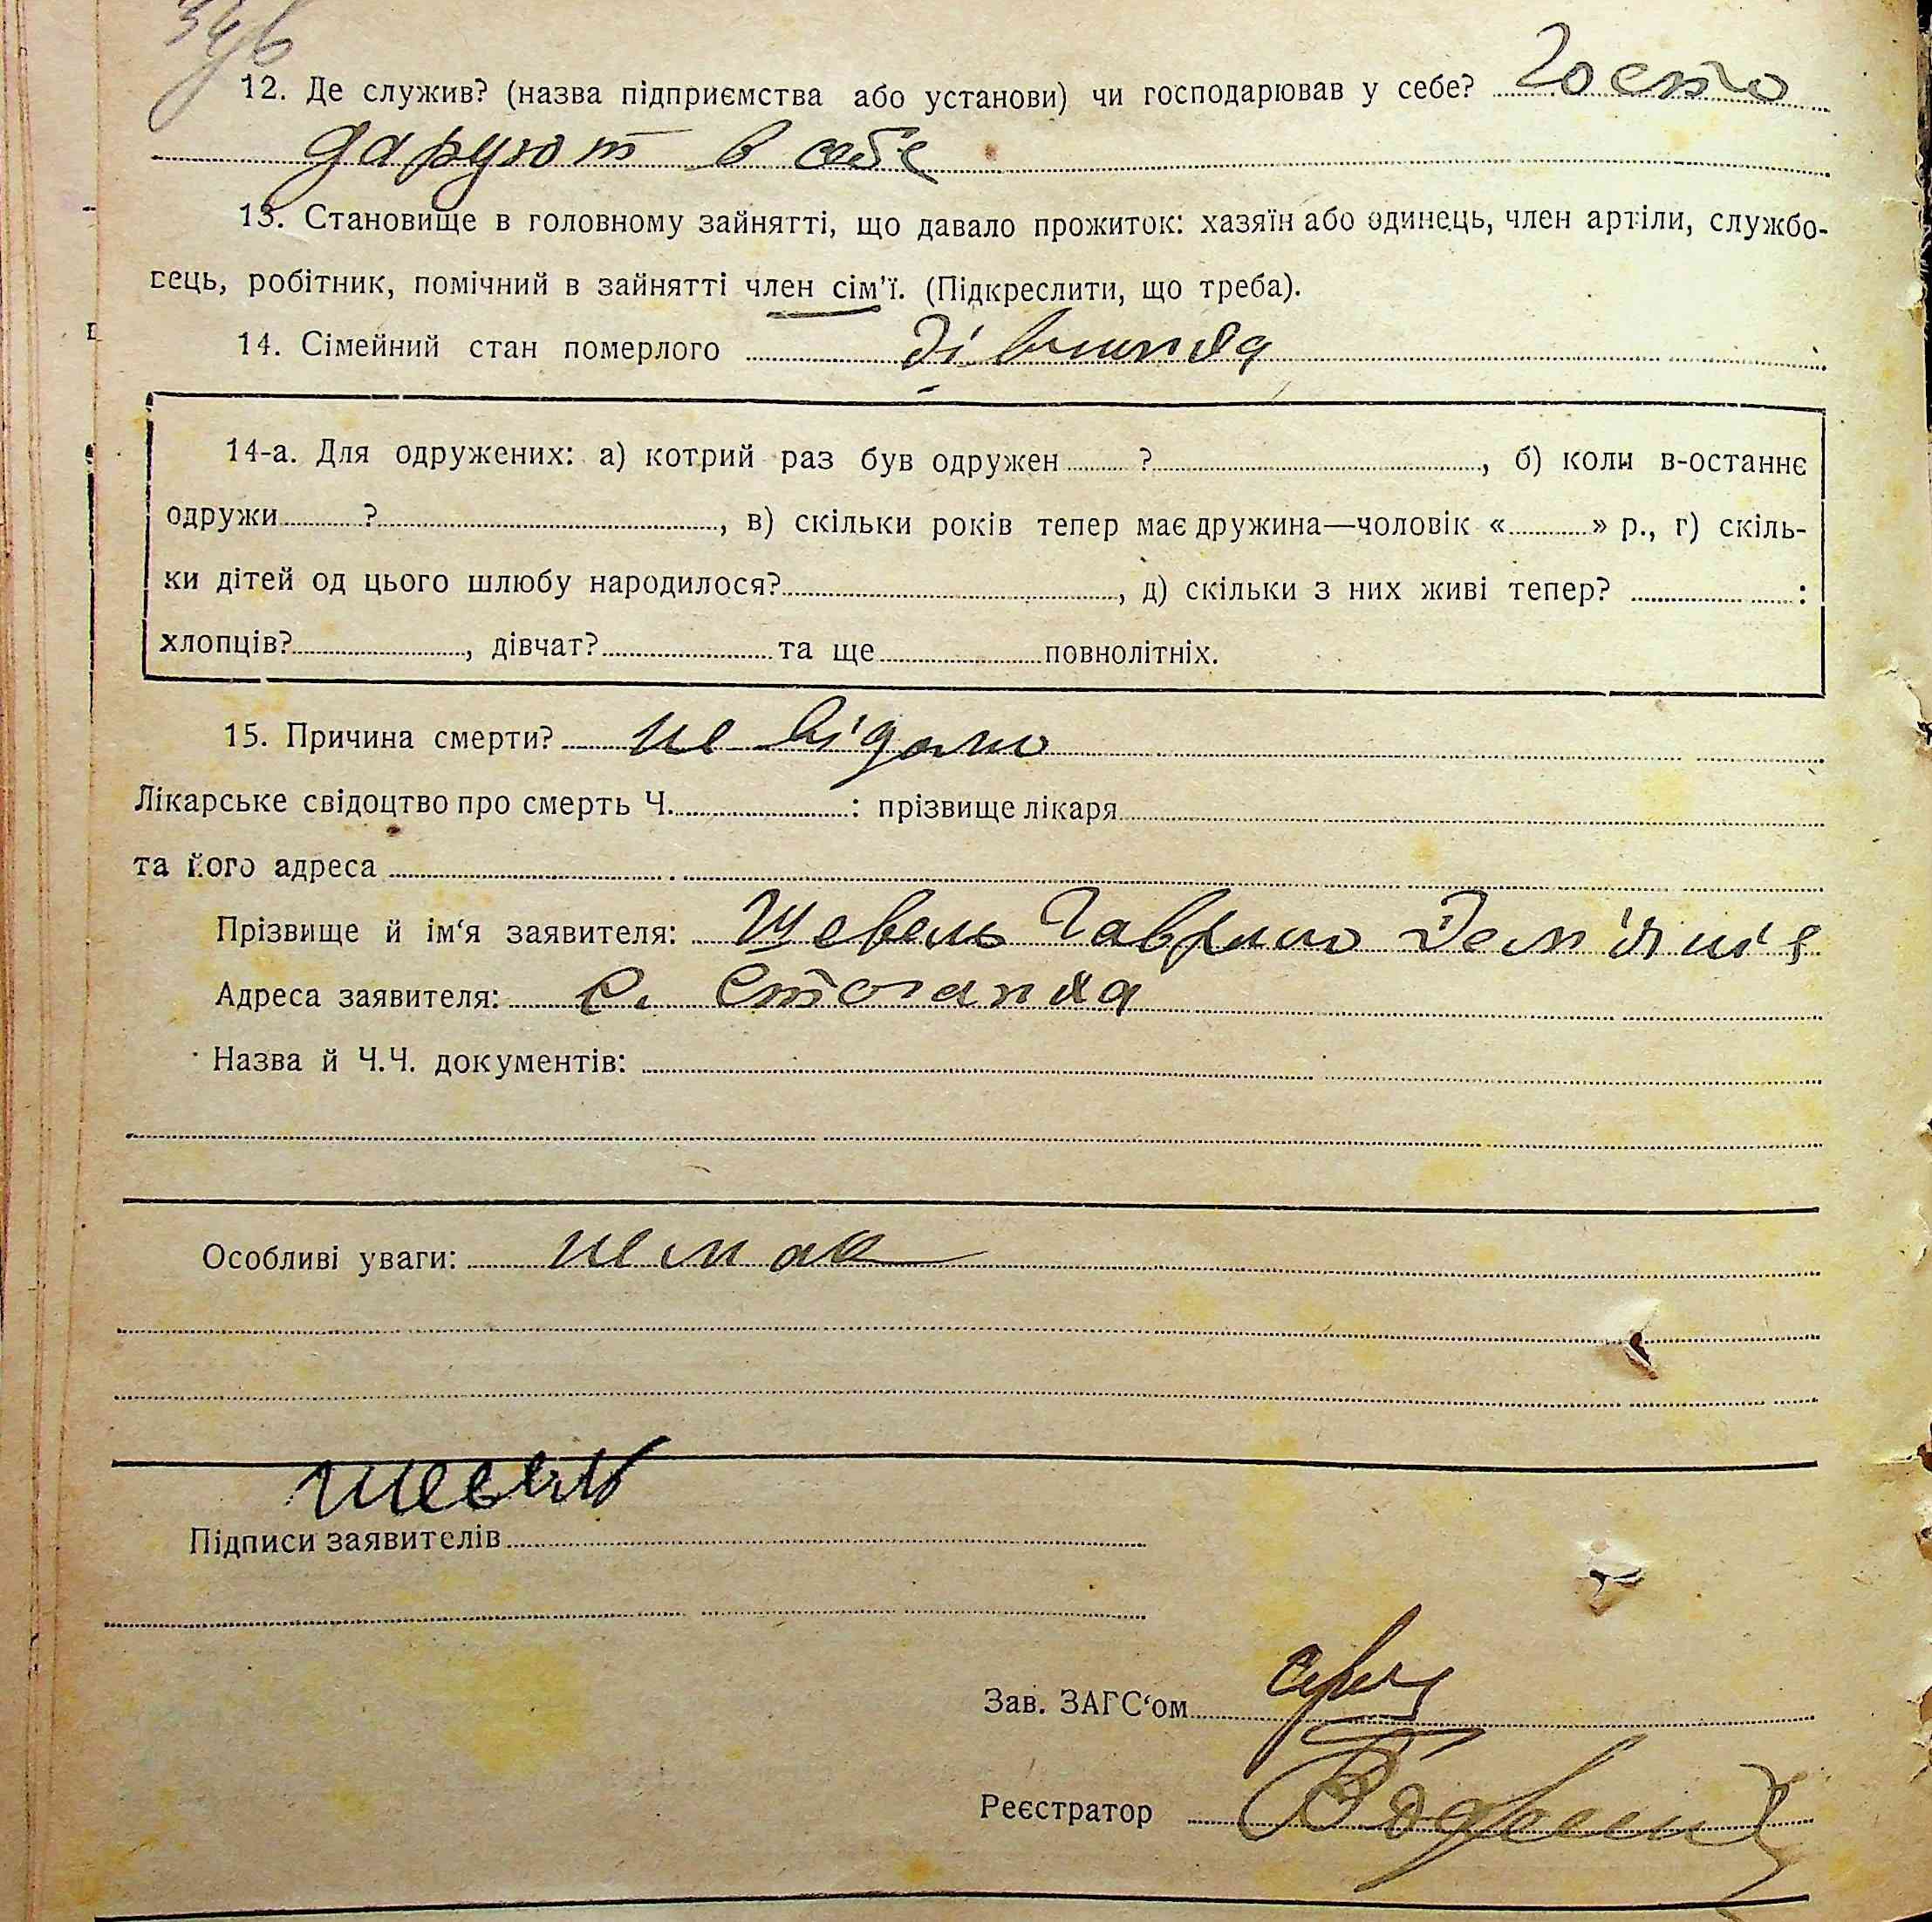 34б
12. Де служив? (назва підприємства або установи) чи господарював у себе? Госпо
дарують в себе
13. Становище в головному зайнятті, що давало прожиток: хазяїн або одинець, член артіли, службо-
вець, робітник, помічний в зайнятті член сім'ї. (Підкреслити, що треба).
14. Сімейний стан померлого дівчинка
14-а. Для одружених: а) котрий раз був одружен ?, б) коли в-останнє
одружи ?, в) скільки років тепер має дружина—чоловік « » р., г) скіль-
ки дітей од цього шлюбу народилося?, д) скільки з них живі тепер? :
хлопців?, дівчат? та ще повнолітніх.
15. Причина смерти? не відомо
Лікарське свідоцтво про смерть Ч. : прізвище лікаря
та його адреса
Прізвище й ім‘я заявителя: Шевель Гаврило Дем'янів
Адреса заявителя: С.
Назва й Ч.Ч. документів:
Особливі уваги: немає
Шевель
Підписи заявителів
Зав. ЗАГС‘ом
Реєстратор